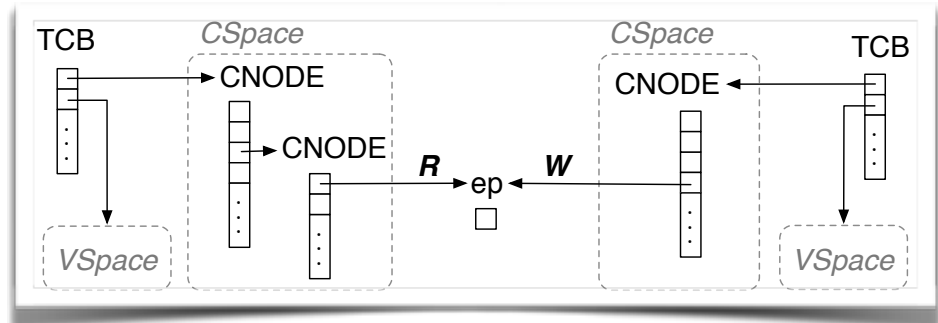 TCB
CSpace
CNODE
CNODE
VSpace
R
ep
W
CSpace
CNODE
TCB
VSpace